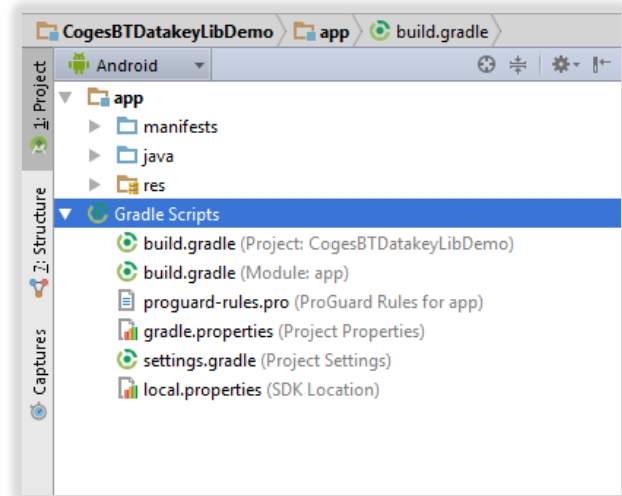 CogesBTDatakeyLibDemo app build.gradle
Android
1: Project
app
manifests
java
res
Gradle Scripts
build.gradle (Project: CogesBTDatakeyLibDemo)
build.gradle (Module: app)
proguard-rules.pro (ProGuard Rules for app)
gradle.properties (Project Properties)
settings.gradle (Project Settings)
local.properties (SDK Location)
7: Structure
Captures